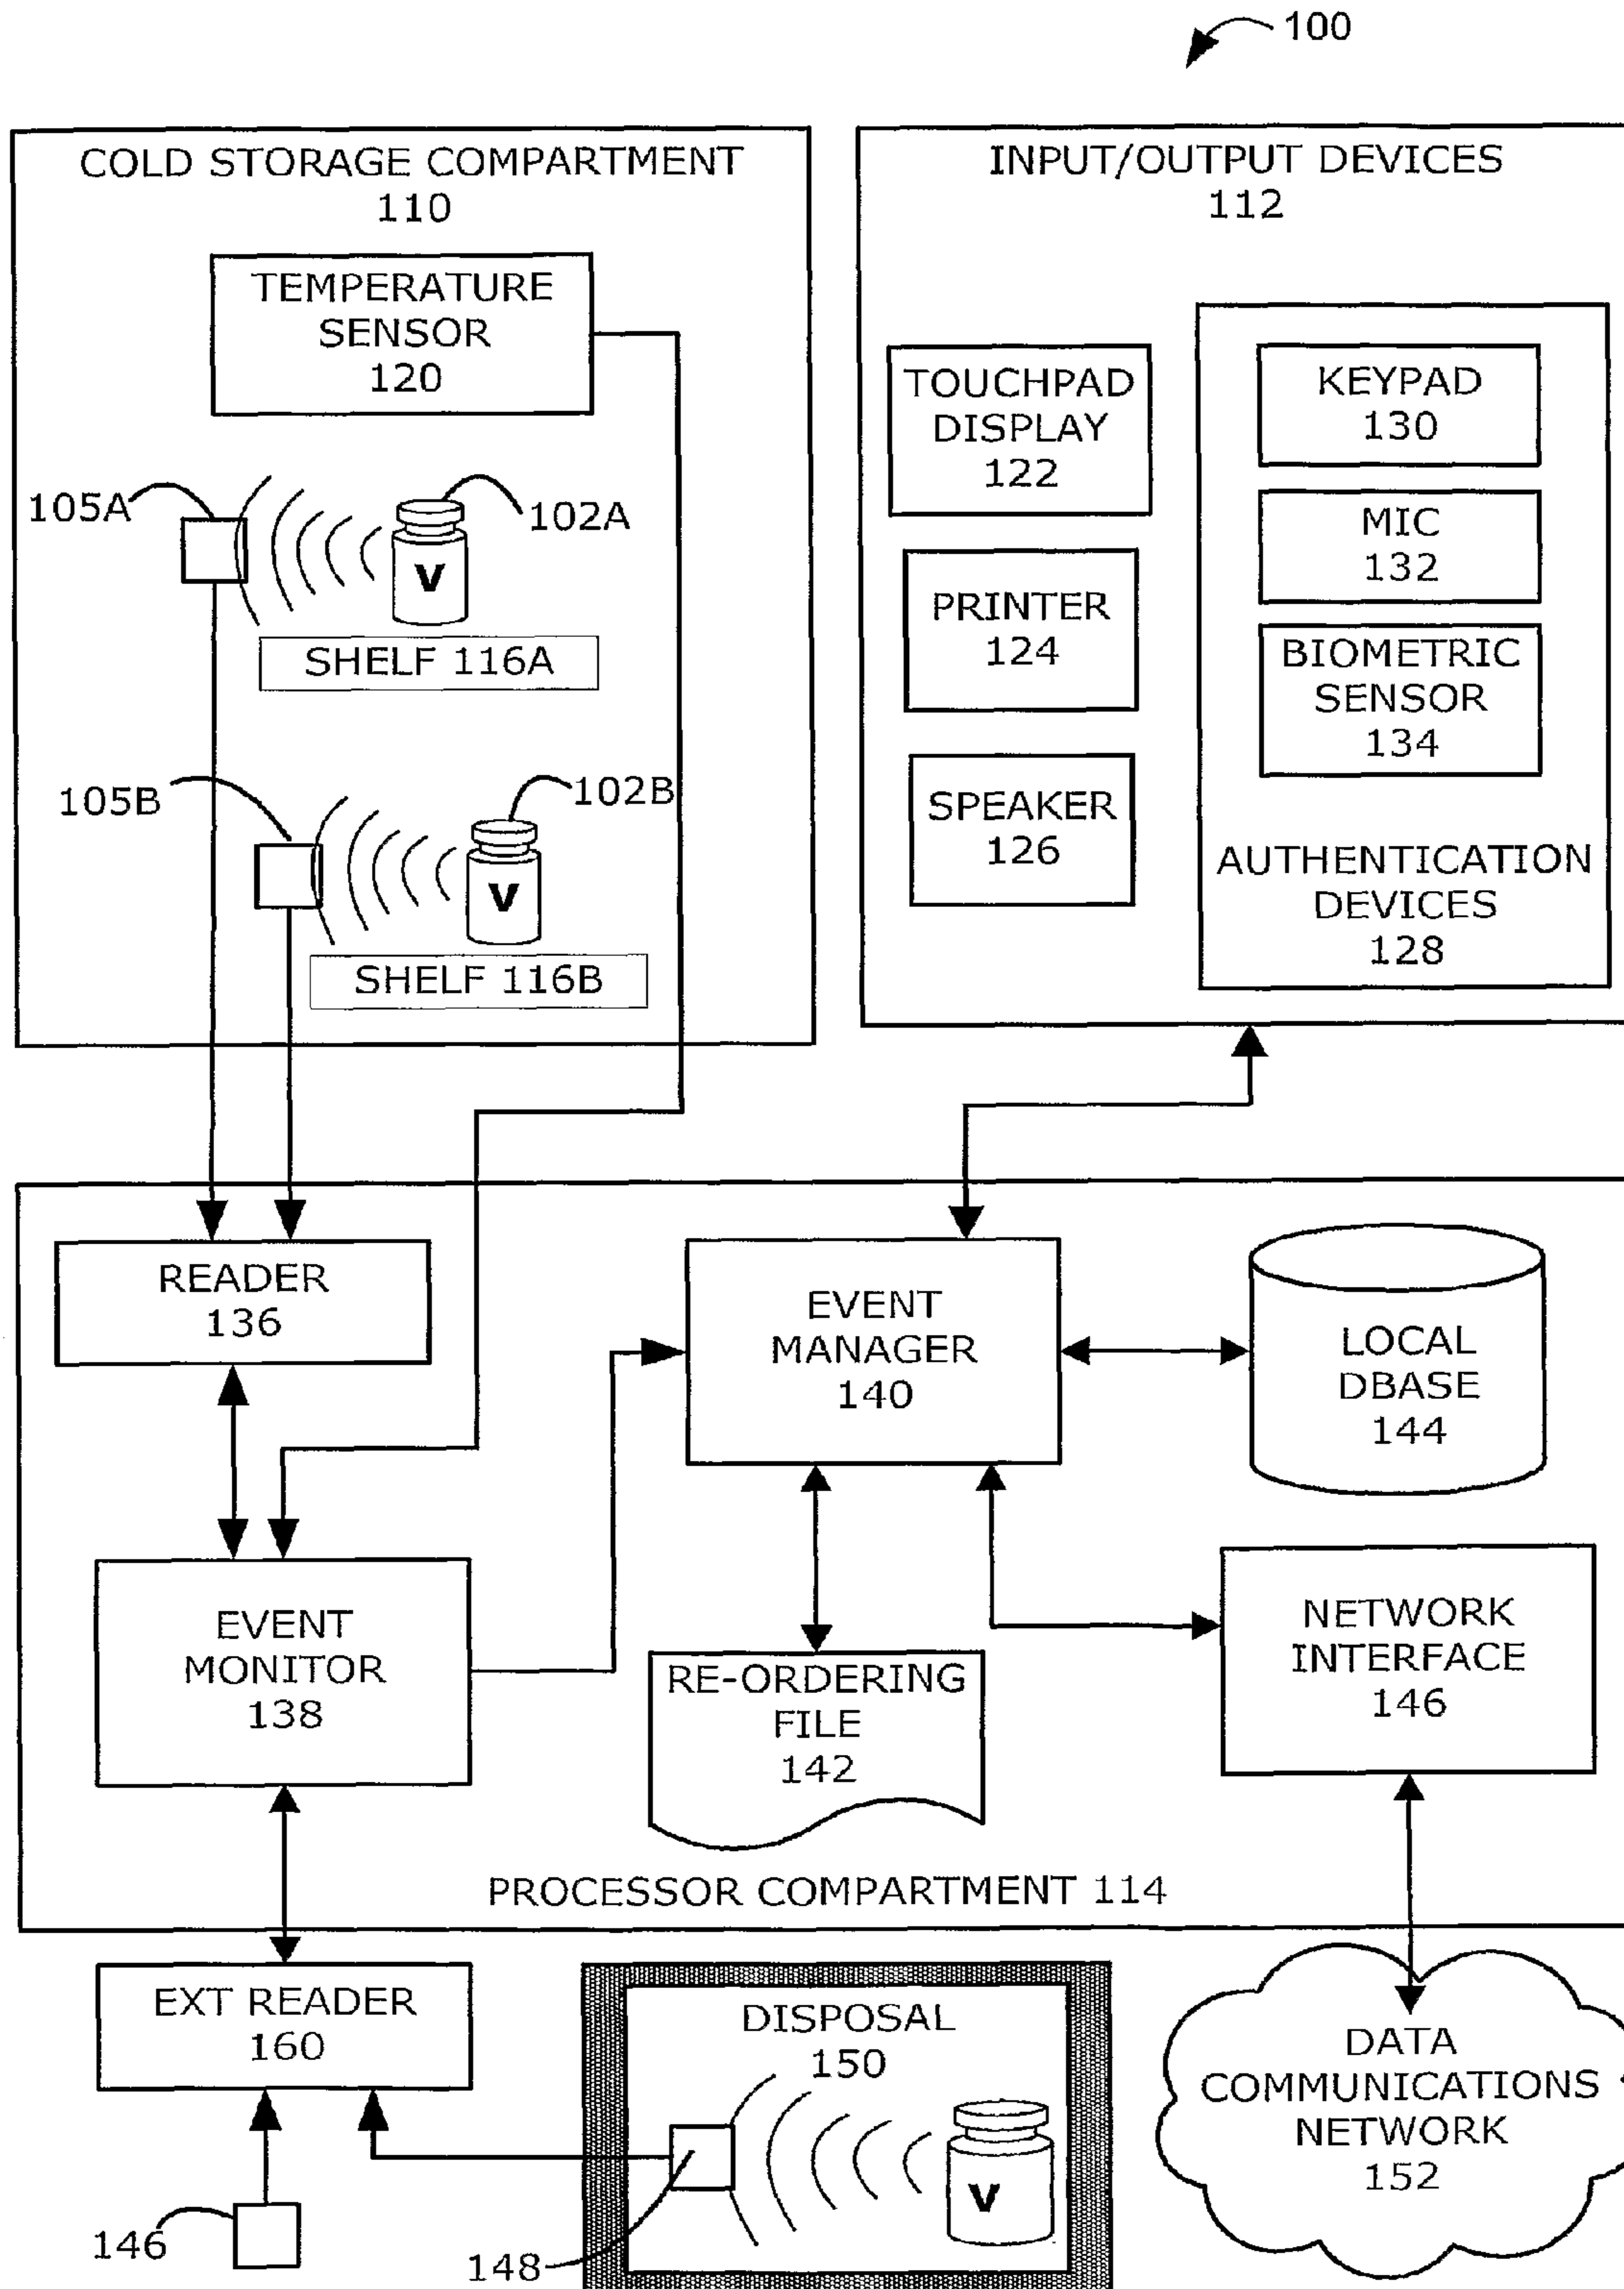 100
COLD STORAGE COMPARTMENT
110
TEMPERATURE
SENSOR
120
105A
102A
V
SHELF 116A
105B
102B
V
SHELF 116B
INPUT/OUTPUT DEVICES
112
TOUCHPAD
DISPLAY
122
PRINTER
124
SPEAKER
126
KEYPAD
130
MIC
132
BIOMETRIC
SENSOR
134
AUTHENTICATION
DEVICES
128
READER
136
EVENT
MANAGER
140
LOCAL
DBASE
144
EVENT
MONITOR
138
RE-ORDERING
FILE
142
NETWORK
INTERFACE
146
PROCESSOR COMPARTMENT 114
EXT READER
160
DISPOSAL
150
V
146
148
DATA
COMMUNICATIONS
NETWORK
152